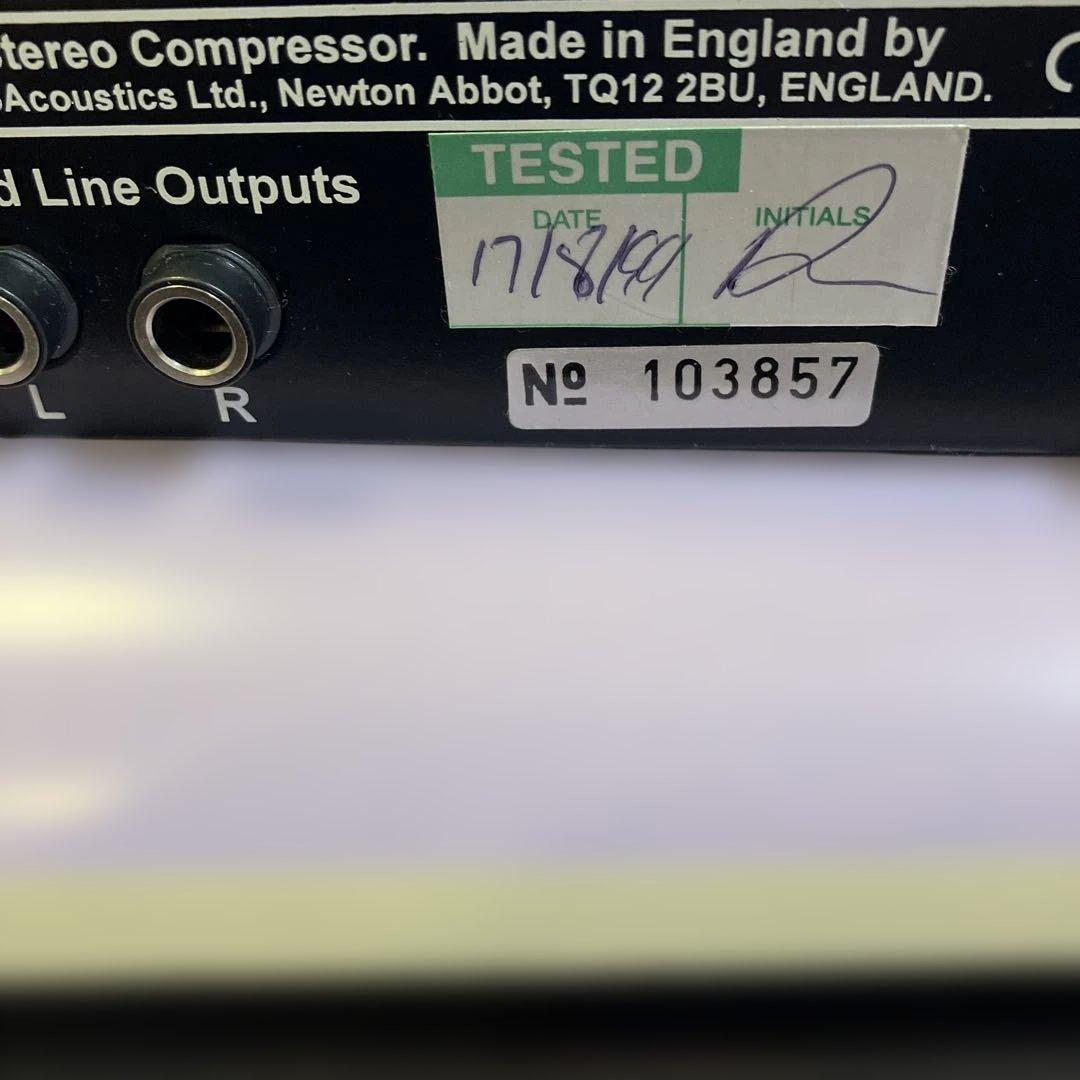 tereo Compressor. Made in England by
Acoustics Ltd., Newton Abbot, TQ12 2BU, ENGLAND.
d Line Outputs
TESTED
DATE
INITIALS
17/8/99
L
R
Nº 103857